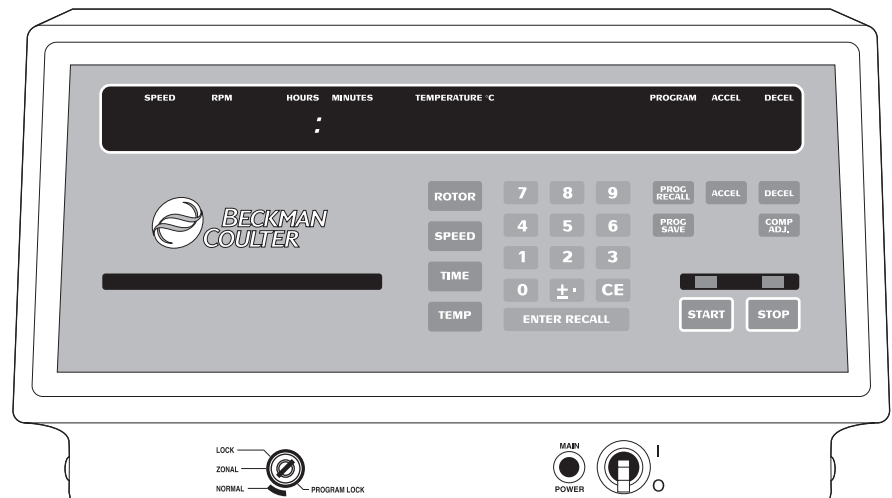 SPEED RPM HOURS MINUTES TEMPERATURE °C PROGRAM ACCEL DECEL
:
ROTOR 7 8 9 PROG RECALL ACCEL DECEL
BECKMAN
COULTER
SPEED 4 5 6 PROG SAVE COMP ADJ.
TIME 1 2 3
0 ±· CE
TEMP ENTER RECALL START STOP
LOCK
ZONAL
NORMAL PROGRAM LOCK
MAIN
POWER
I
O